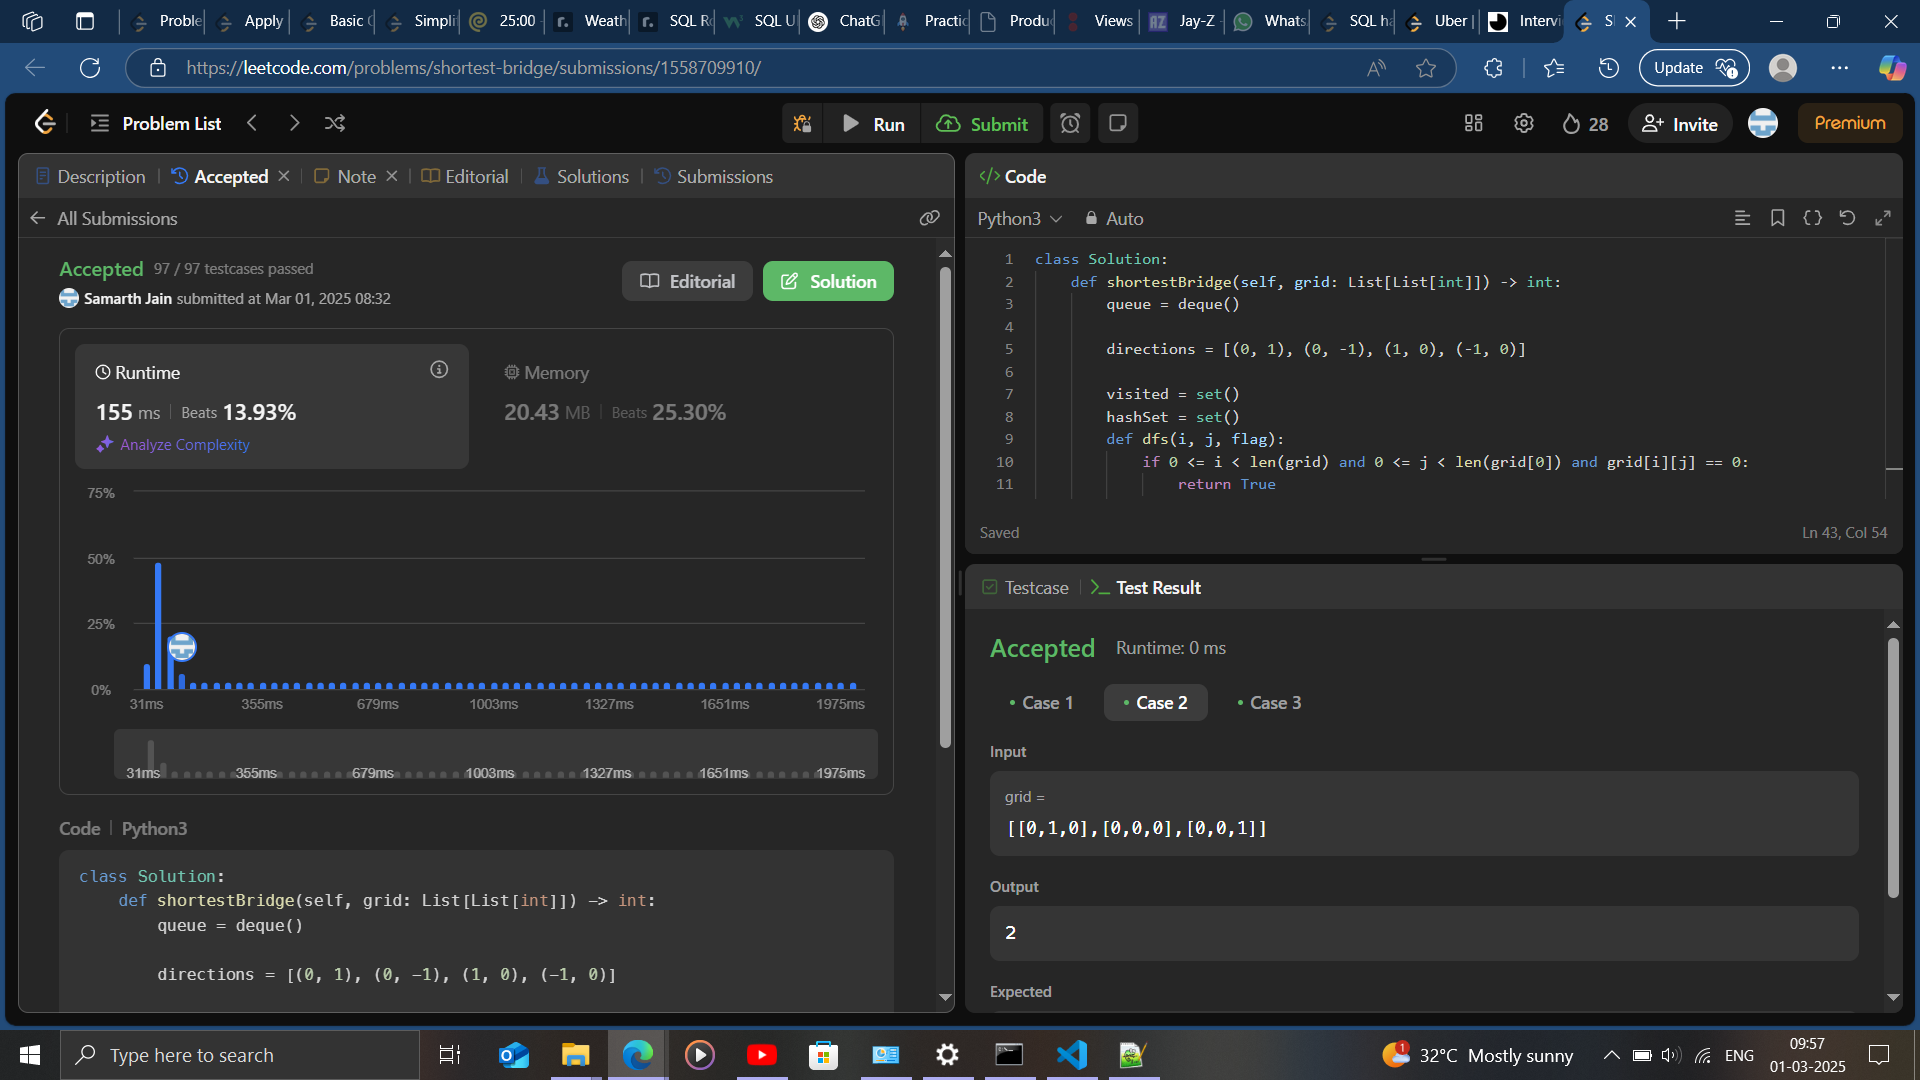 Proble
Apply
Basic
Simplif
25:00
Weath
SQL R
SQL U
ChatG
Practic
Produ
Views
Jay-Z
Whats
SQL ha
Uber
Intervi
https://leetcode.com/problems/shortest-bridge/submissions/1558709910/
Update
Problem List
Run
Submit
28
Invite
Premium
Description
Accepted
Note
Editorial
Solutions
Submissions
All Submissions
Accepted 97 / 97 testcases passed
Samarth Jain submitted at Mar 01, 2025 08:32
Editorial
Solution
Runtime
155 ms | Beats 13.93%
Analyze Complexity
Memory
20.43 MB | Beats 25.30%
75%
50%
25%
0%
31ms 355ms 679ms 1003ms 1327ms 1651ms 1975ms
31ms 355ms 679ms 1003ms 1327ms 1651ms 1975ms
Code | Python3
class Solution:
def shortestBridge(self, grid: List[List[int]]) -> int:
queue = deque()
directions = [(0, 1), (0, -1), (1, 0), (-1, 0)]
</> Code
Python3
Auto
1 class Solution:
2 def shortestBridge(self, grid: List[List[int]]) -> int:
3 queue = deque()
4
5 directions = [(0, 1), (0, -1), (1, 0), (-1, 0)]
6
7 visited = set()
8 hashSet = set()
9 def dfs(i, j, flag):
10 if 0 <= i < len(grid) and 0 <= j < len(grid[0]) and grid[i][j] == 0:
11 return True
Saved
Ln 43, Col 54
Testcase
Test Result
Accepted Runtime: 0 ms
Case 1
Case 2
Case 3
Input
grid =
[[0,1,0],[0,0,0],[0,0,1]]
Output
2
Expected
Type here to search
1
32°C Mostly sunny
ENG
09:57
01-03-2025